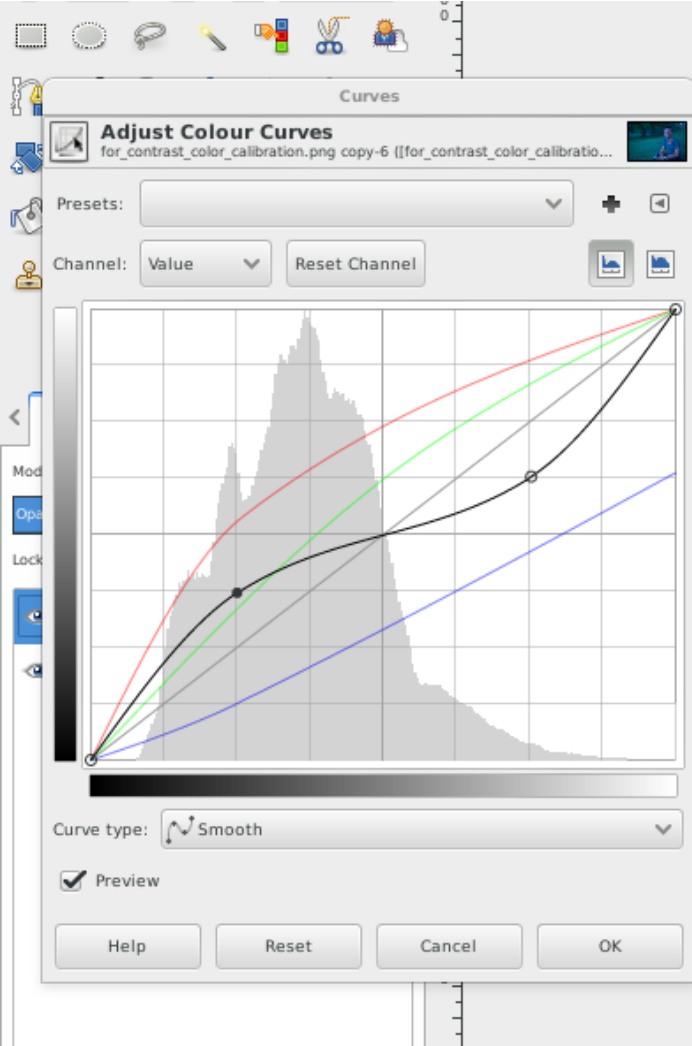 0
Curves
Adjust Colour Curves
for_contrast_color_calibration.png copy-6 ([for_contrast_color_calibratio...
Presets:
Channel: Value Reset Channel
Mod
Opa
Lock
Curve type: Smooth
Preview
Help Reset Cancel OK